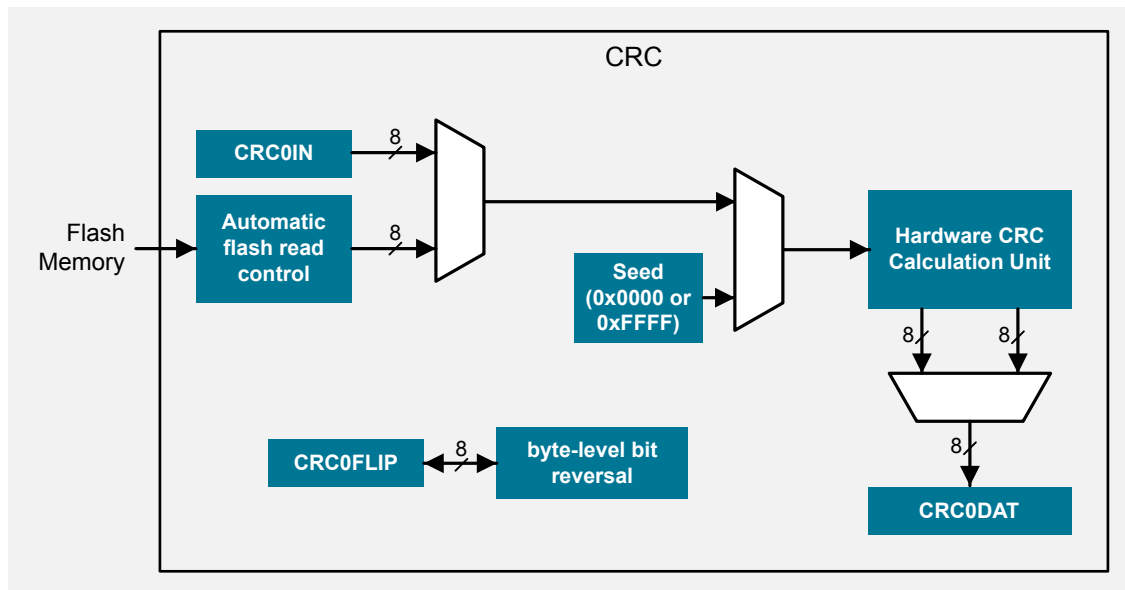 CRC
CRC0IN
8
Automatic
flash read
control
8
Flash
Memory
Seed
(0x0000 or
0xFFFF)
Hardware CRC
Calculation Unit
8
8
8
CRC0DAT
CRC0FLIP
8
byte-level bit
reversal